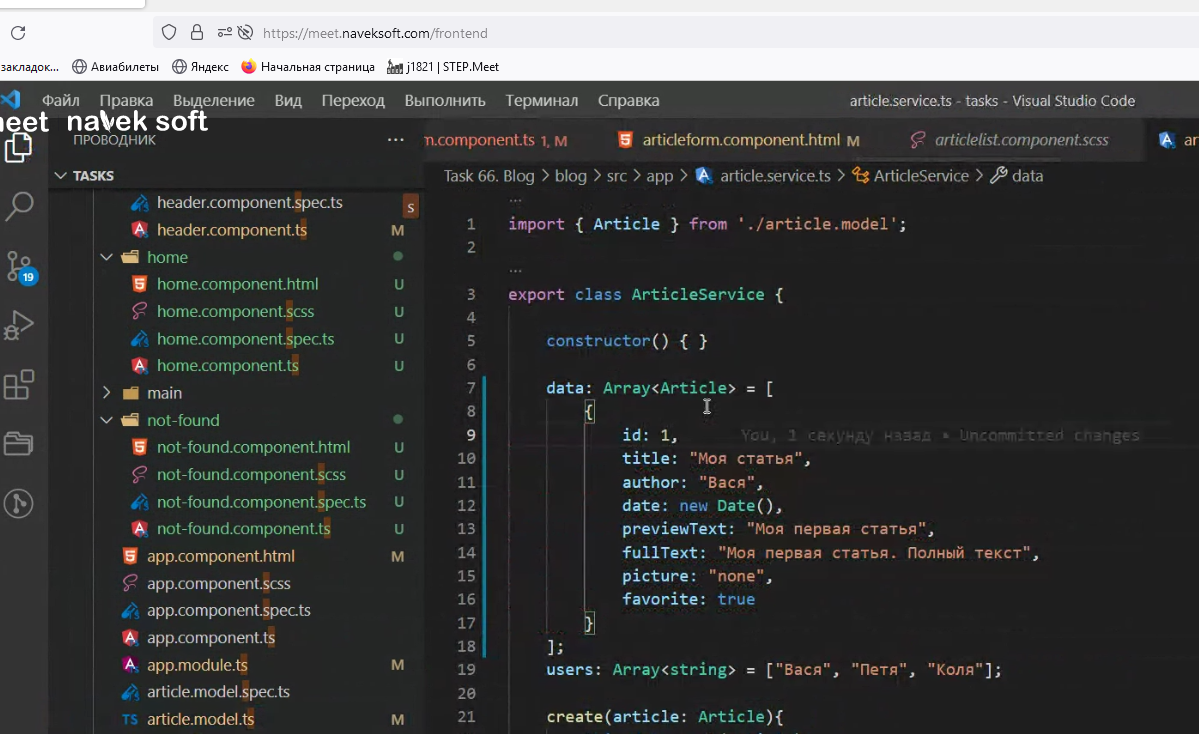 https://meet.naveksoft.com/frontend
закладок... Авиабилеты Яндекс Начальная страница j1821 | STEP.Meet
Файл Правка Выделение Вид Переход Выполнить Терминал Справка article.service.ts - tasks - Visual Studio Code
meet navek soft
ПРОВОДНИК ...
m.component.ts 1, M articleform.component.html M articlelist.component.scss ar
TASKS
Task 66. Blog > blog > src > app > article.service.ts > ArticleService > data
header.component.spec.ts s
header.component.ts M
home
home.component.html U
home.component.scss U
home.component.spec.ts U
home.component.ts U
main
not-found
not-found.component.html U
not-found.component.scss U
not-found.component.spec.ts U
not-found.component.ts U
app.component.html M
app.component.scss
app.component.spec.ts
app.component.ts
app.module.ts M
article.model.spec.ts
TS article.model.ts M
19
...
1 import { Article } from './article.model';
2
...
3 export class ArticleService {
4
5 constructor() { }
6
7 data: Array<Article> = [
8 {
9 id: 1, You, 1 секунду назад • Uncommitted changes
10 title: "Моя статья",
11 author: "Вася",
12 date: new Date(),
13 previewText: "Моя первая статья",
14 fullText: "Моя первая статья. Полный текст",
15 picture: "none",
16 favorite: true
17 }
18 ];
19 users: Array<string> = ["Вася", "Петя", "Коля"];
20
21 create(article: Article){